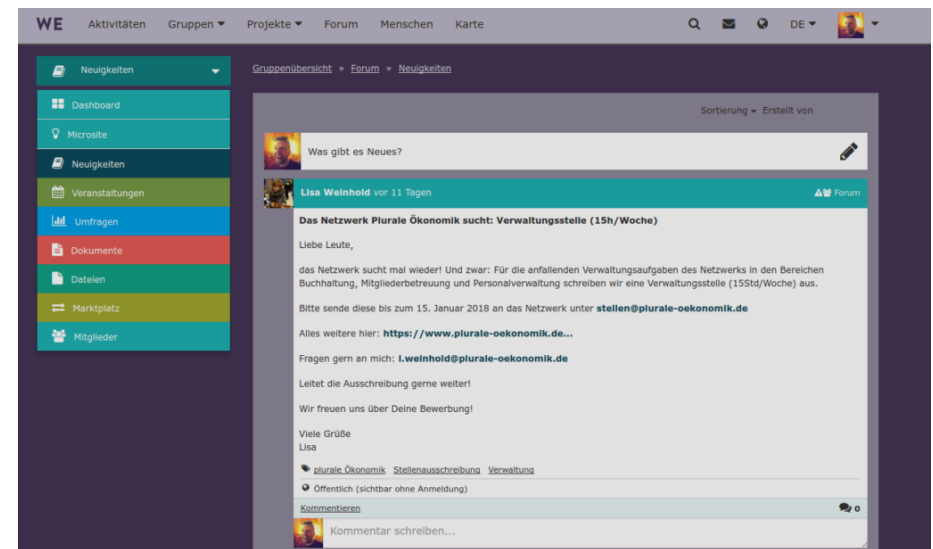 WE Aktivitäten Gruppen Projekte Forum Menschen Karte DE
Neuigkeiten
Gruppenübersicht » Forum » Neuigkeiten
Dashboard
Microsite
Neuigkeiten
Veranstaltungen
Umfragen
Dokumente
Dateien
Marktplatz
Mitglieder
Sortierung Erstellt von
Was gibt es Neues?
Lisa Weinhold vor 11 Tagen Forum
Das Netzwerk Plurale Ökonomik sucht: Verwaltungsstelle (15h/Woche)
Liebe Leute,
das Netzwerk sucht mal wieder! Und zwar: Für die anfallenden Verwaltungsaufgaben des Netzwerks in den Bereichen
Buchhaltung, Mitgliederbetreuung und Personalverwaltung schreiben wir eine Verwaltungsstelle (15Std/Woche) aus.
Bitte sende diese bis zum 15. Januar 2018 an das Netzwerk unter stellen@plurale-oekonomik.de
Alles weitere hier: https://www.plurale-oekonomik.de...
Fragen gern an mich: l.weinhold@plurale-oekonomik.de
Leitet die Ausschreibung gerne weiter!
Wir freuen uns über Deine Bewerbung!
Viele Grüße
Lisa
plurale Ökonomik Stellenausschreibung Verwaltung
Öffentlich (sichtbar ohne Anmeldung)
Kommentieren 0
Kommentar schreiben...